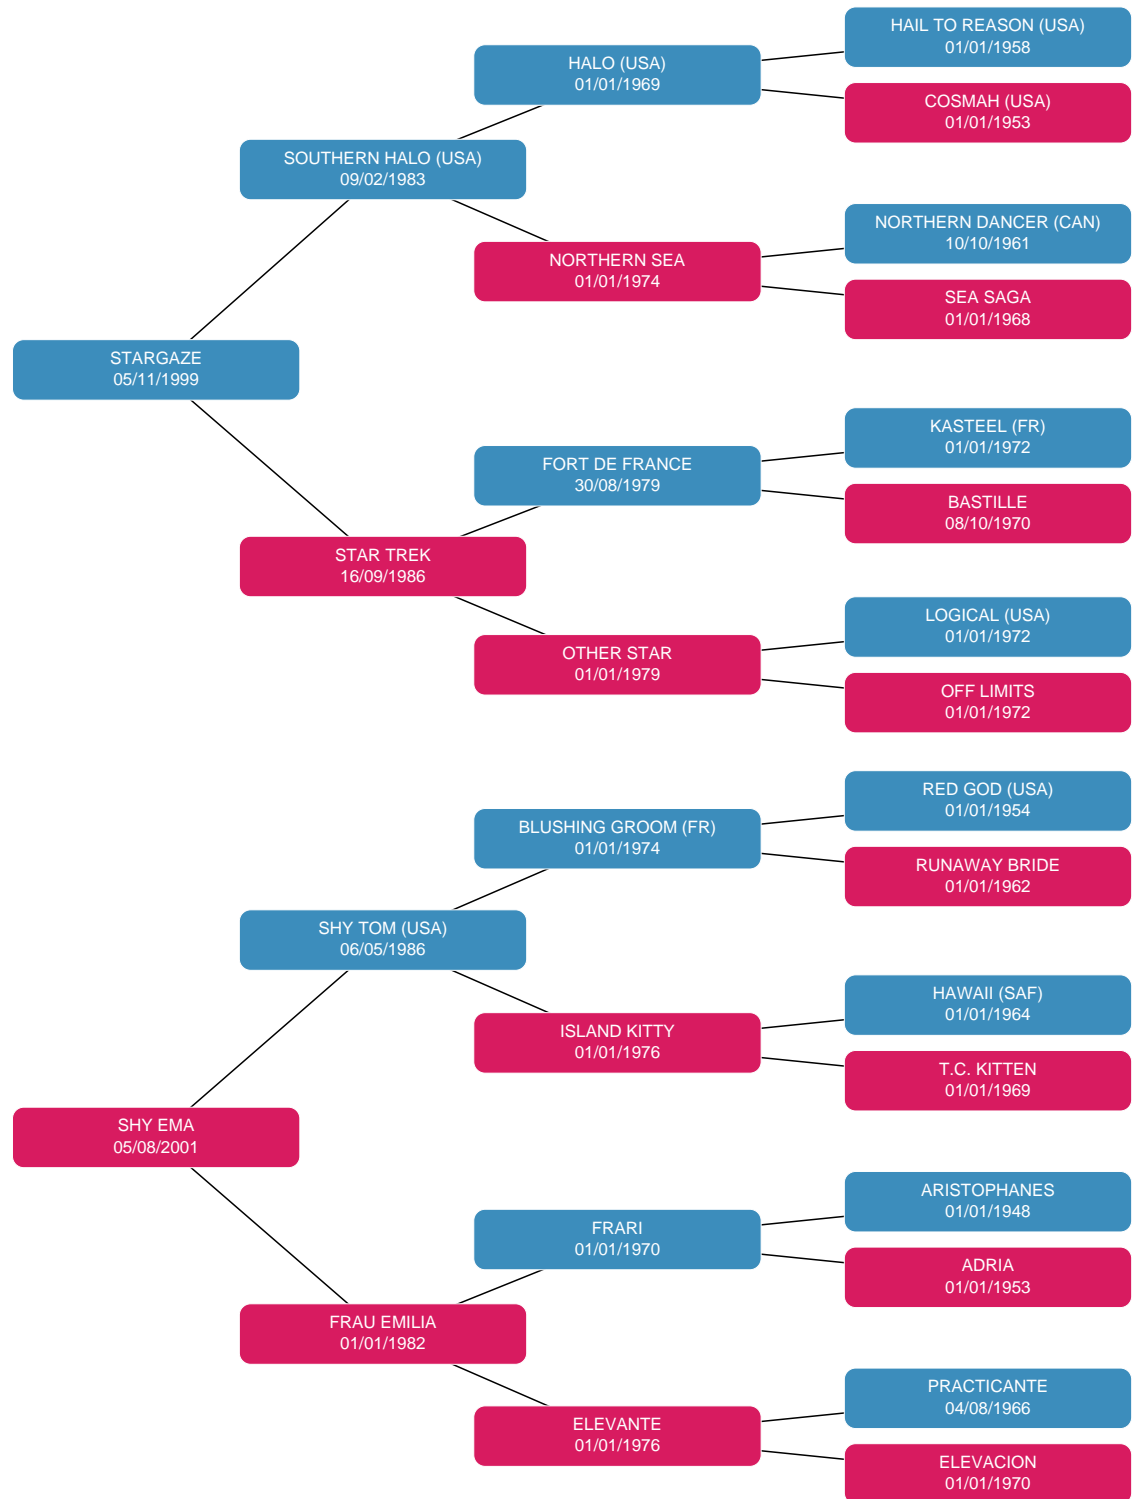 HAIL TO REASON (USA)
01/01/1958
HALO (USA)
01/01/1969
COSMAH (USA)
01/01/1953
SOUTHERN HALO (USA)
09/02/1983
NORTHERN DANCER (CAN)
10/10/1961
NORTHERN SEA
01/01/1974
SEA SAGA
01/01/1968
STARGAZE
05/11/1999
KASTEEL (FR)
01/01/1972
FORT DE FRANCE
30/08/1979
BASTILLE
08/10/1970
STAR TREK
16/09/1986
LOGICAL (USA)
01/01/1972
OTHER STAR
01/01/1979
OFF LIMITS
01/01/1972
RED GOD (USA)
01/01/1954
BLUSHING GROOM (FR)
01/01/1974
RUNAWAY BRIDE
01/01/1962
SHY TOM (USA)
06/05/1986
HAWAII (SAF)
01/01/1964
ISLAND KITTY
01/01/1976
T.C. KITTEN
01/01/1969
SHY EMA
05/08/2001
ARISTOPHANES
01/01/1948
FRARI
01/01/1970
ADRIA
01/01/1953
FRAU EMILIA
01/01/1982
PRACTICANTE
04/08/1966
ELEVANTE
01/01/1976
ELEVACION
01/01/1970